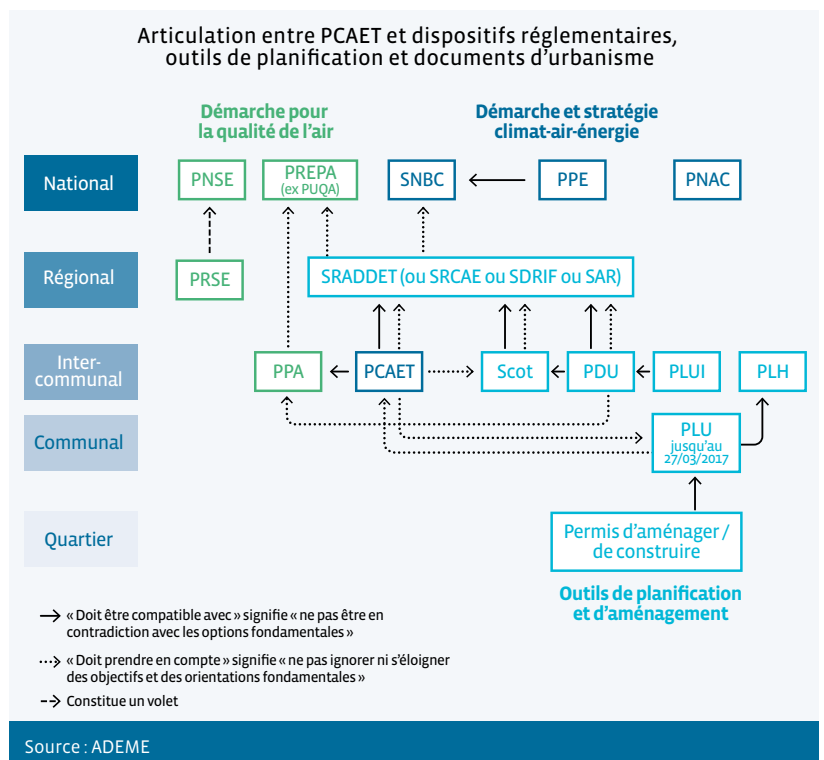 Articulation entre PCAET et dispositifs réglementaires,
outils de planification et documents d'urbanisme
Démarche pour
la qualité de l'air
Démarche et stratégie
climat-air-énergie
National
PNSE
PREPA
(ex PUQA)
SNBC
PPE
PNAC
Régional
PRSE
SRADDET (ou SRCAE ou SDRIF ou SAR)
Inter-
communal
PPA
PCAET
Scot
PDU
PLUI
PLH
Communal
PLU
jusqu'au
27/03/2017
Quartier
Permis d'aménager /
de construire
Outils de planification
et d'aménagement
« Doit être compatible avec » signifie « ne pas être en
contradiction avec les options fondamentales »
« Doit prendre en compte » signifie « ne pas ignorer ni s'éloigner
des objectifs et des orientations fondamentales »
Constitue un volet
Source : ADEME